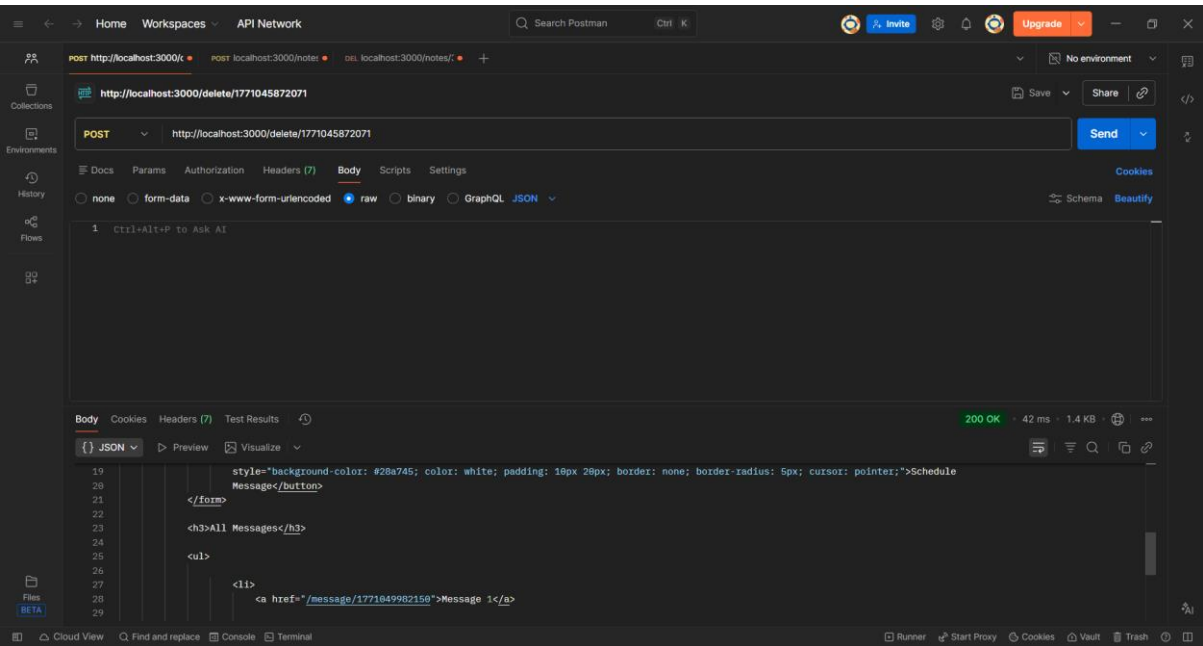 Home Workspaces API Network Search Postman Ctrl K Invite Upgrade
POST http://localhost:3000/c POST localhost:3000/notes DEL localhost:3000/notes/: No environment
http://localhost:3000/delete/1771045872071 Save Share
Collections
POST http://localhost:3000/delete/1771045872071 Send
Environments
Docs Params Authorization Headers (7) Body Scripts Settings Cookies
History
none form-data x-www-form-urlencoded raw binary GraphQL JSON Schema Beautify
1 Ctrl+Alt+P to Ask AI
Flows
Body Cookies Headers (7) Test Results 200 OK 42 ms 1.4 KB
{} JSON Preview Visualize
19 style="background-color: #28a745; color: white; padding: 10px 20px; border: none; border-radius: 5px; cursor: pointer;">Schedule
20 Message</button>
21 </form>
22
23 <h3>All Messages</h3>
24
25 <ul>
26
27 <li>
28 <a href="/message/1771049982150">Message 1</a>
29
Files
BETA
AI
Cloud View Find and replace Console Terminal Runner Start Proxy Cookies Vault Trash